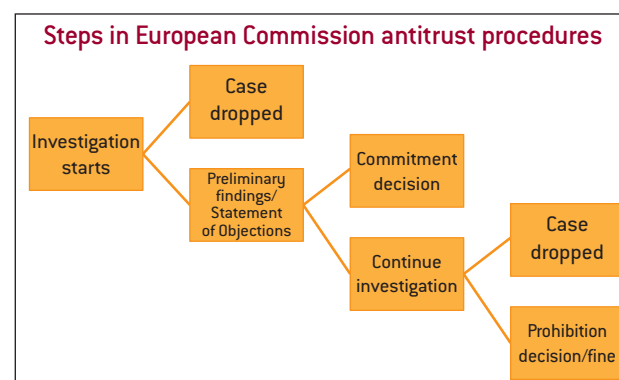 Steps in European Commission antitrust procedures
Case
dropped
Investigation
starts
Preliminary
findings/
Statement
of Objections
Commitment
decision
Continue
investigation
Case
dropped
Prohibition
decision/fine